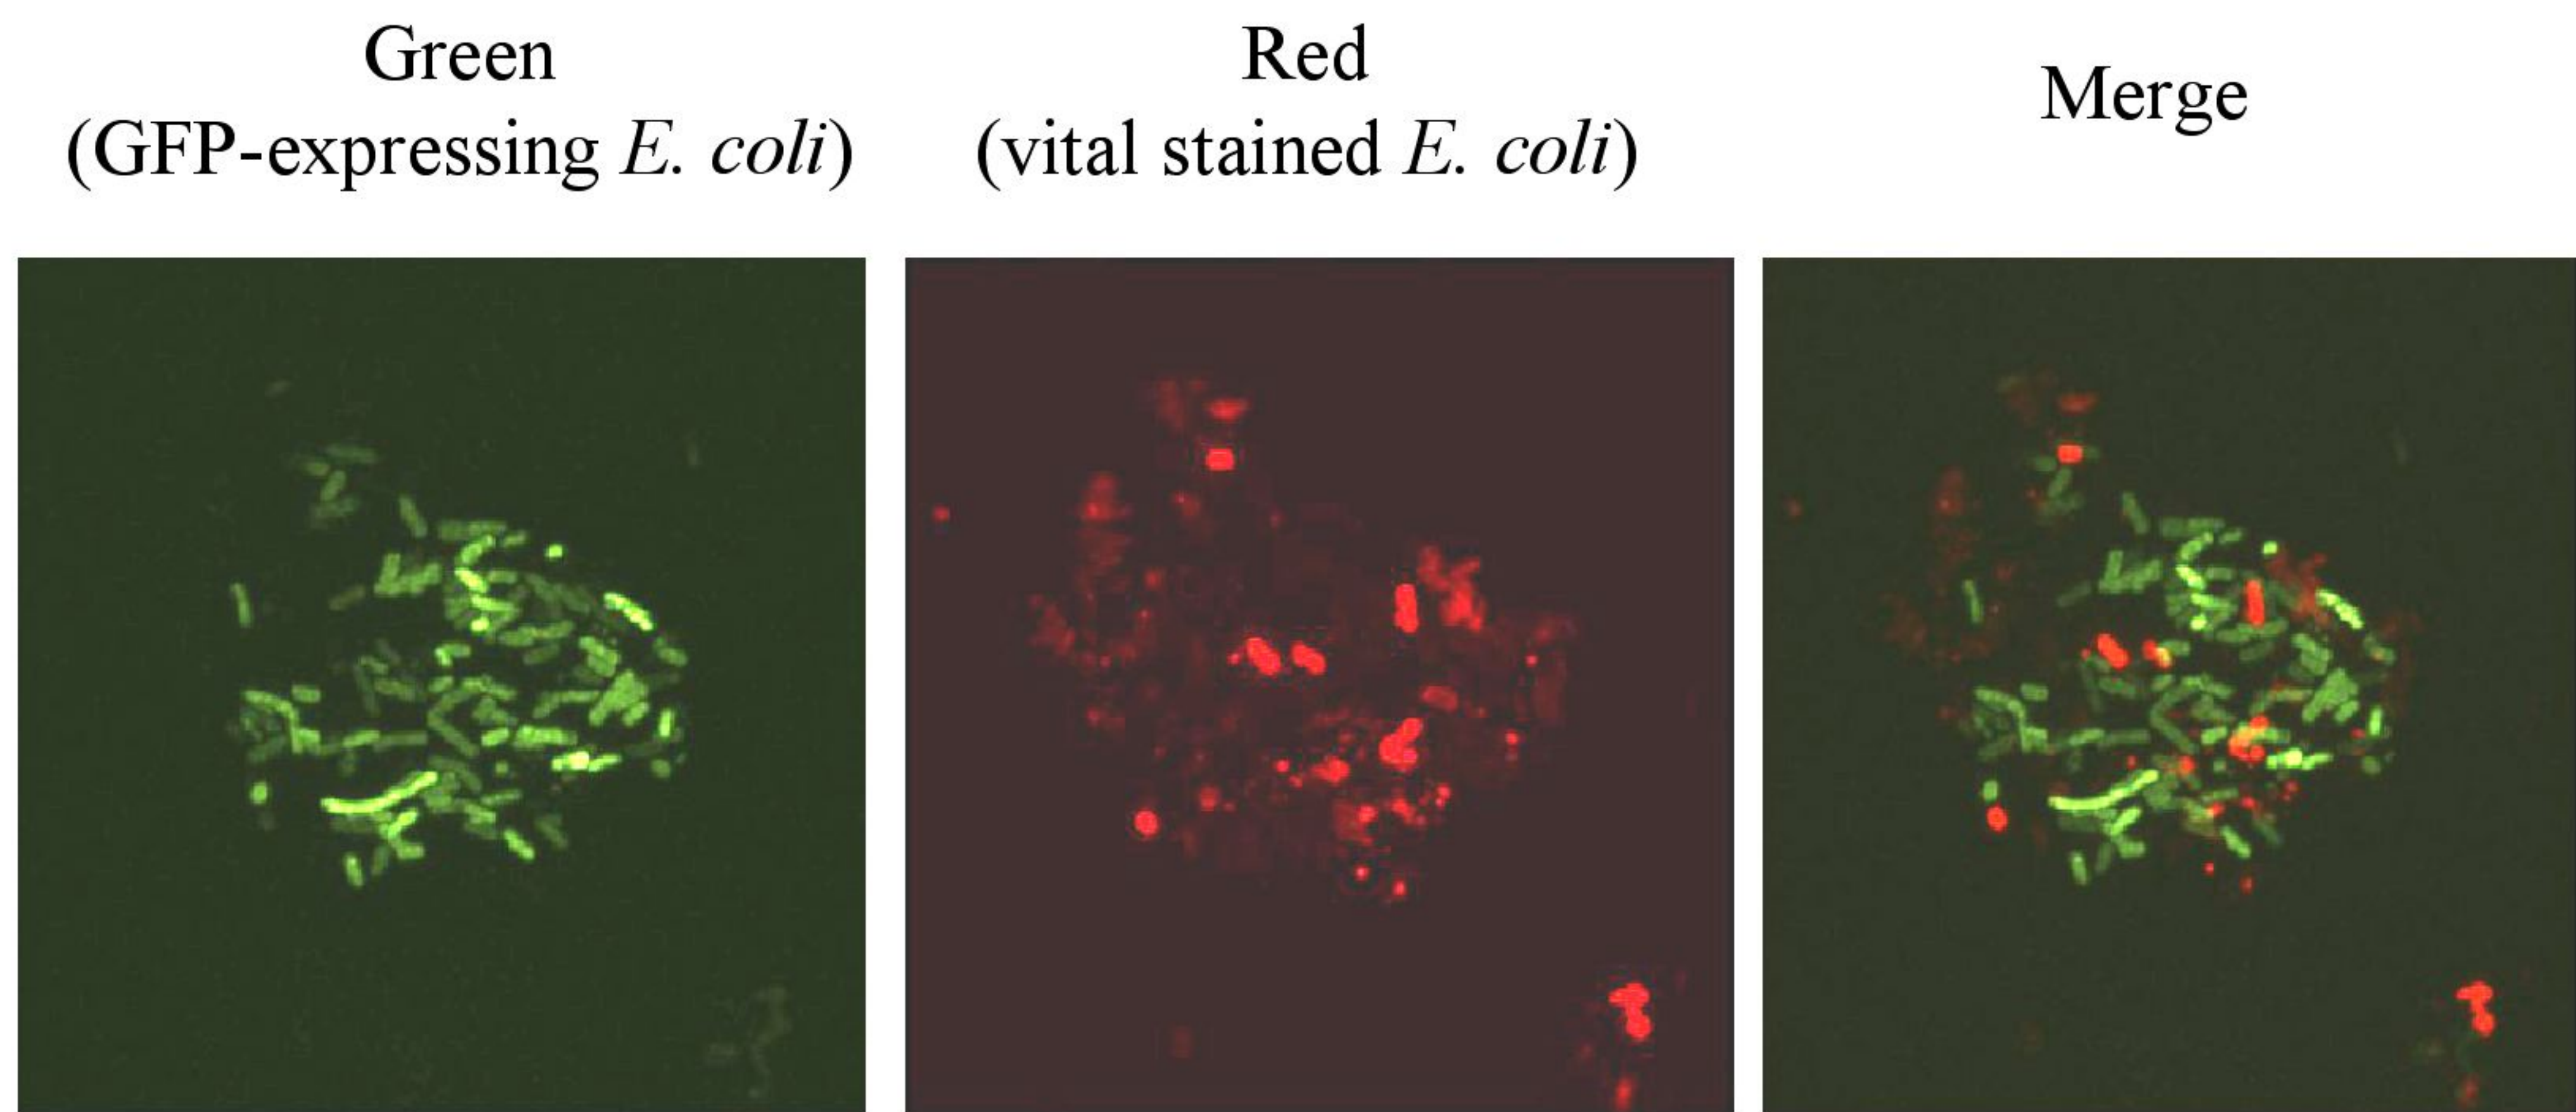 Green
(GFP-expressing E. coli)
Red
(vital stained E. coli)
Merge